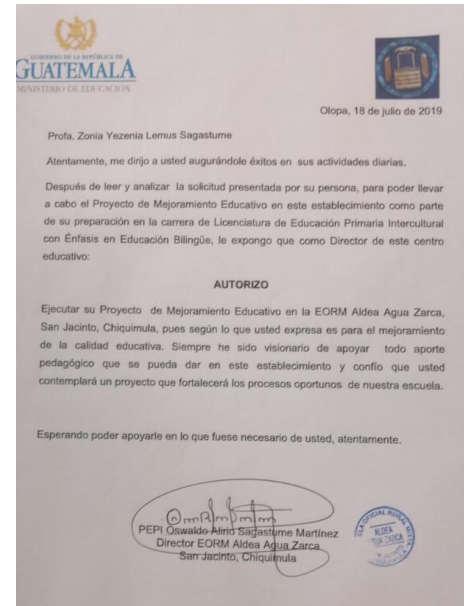 GOBIERNO DE LA REPÚBLICA DE
GUATEMALA
MINISTERIO DE EDUCACIÓN
Olopa, 18 de julio de 2019
Profa. Zonia Yezenia Lemus Sagastume
Atentamente, me dirijo a usted augurándole éxitos en sus actividades diarias.
Después de leer y analizar la solicitud presentada por su persona, para poder llevar
a cabo el Proyecto de Mejoramiento Educativo en este establecimiento como parte
de su preparación en la carrera de Licenciatura de Educación Primaria Intercultural
con Énfasis en Educación Bilingüe, le expongo que como Director de este centro
educativo:
AUTORIZO
Ejecutar su Proyecto de Mejoramiento Educativo en la EORM Aldea Agua Zarca,
San Jacinto, Chiquimula, pues según lo que usted expresa es para el mejoramiento
de la calidad educativa. Siempre he sido visionario de apoyar todo aporte
pedagógico que se pueda dar en este establecimiento y confío que usted
contemplará un proyecto que fortalecerá los procesos oportunos de nuestra escuela.
Esperando poder apoyarle en lo que fuese necesario de usted, atentamente.
PEPI Oswaldo Alirio Sagastume Martínez
Director EORM Aldea Agua Zarca
San Jacinto, Chiquimula
OFICIAL RURAL
ALDEA
ZARCA